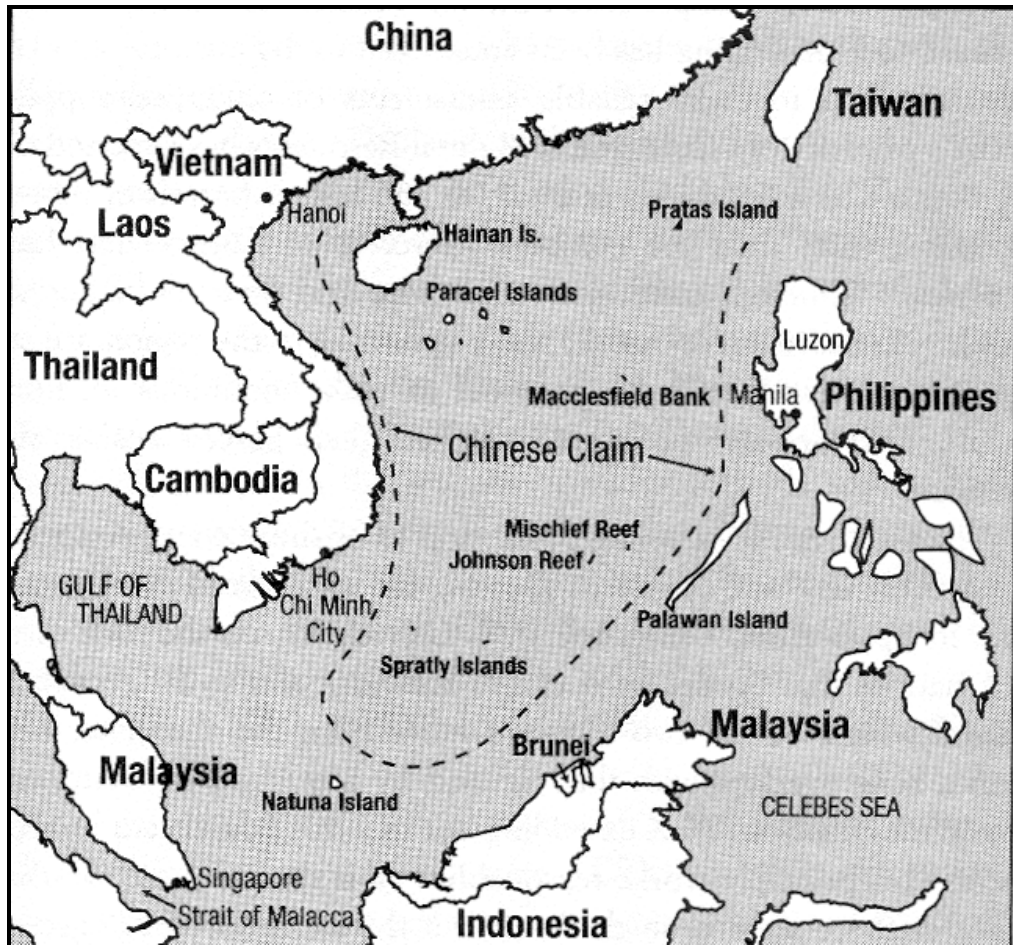 China
Taiwan
Vietnam
Hanoi
Laos
Hainan Is.
Pratas Island
Paracel Islands
Thailand
Luzon
Macclesfield Bank
Manila
Philippines
Chinese Claim
Cambodia
Mischief Reef
Johnson Reef
GULF OF
THAILAND
Ho
Chi Minh
City
Palawan Island
Spratly Islands
Malaysia
Brunei
Malaysia
Natuna Island
CELEBES SEA
Singapore
Strait of Malacca
Indonesia